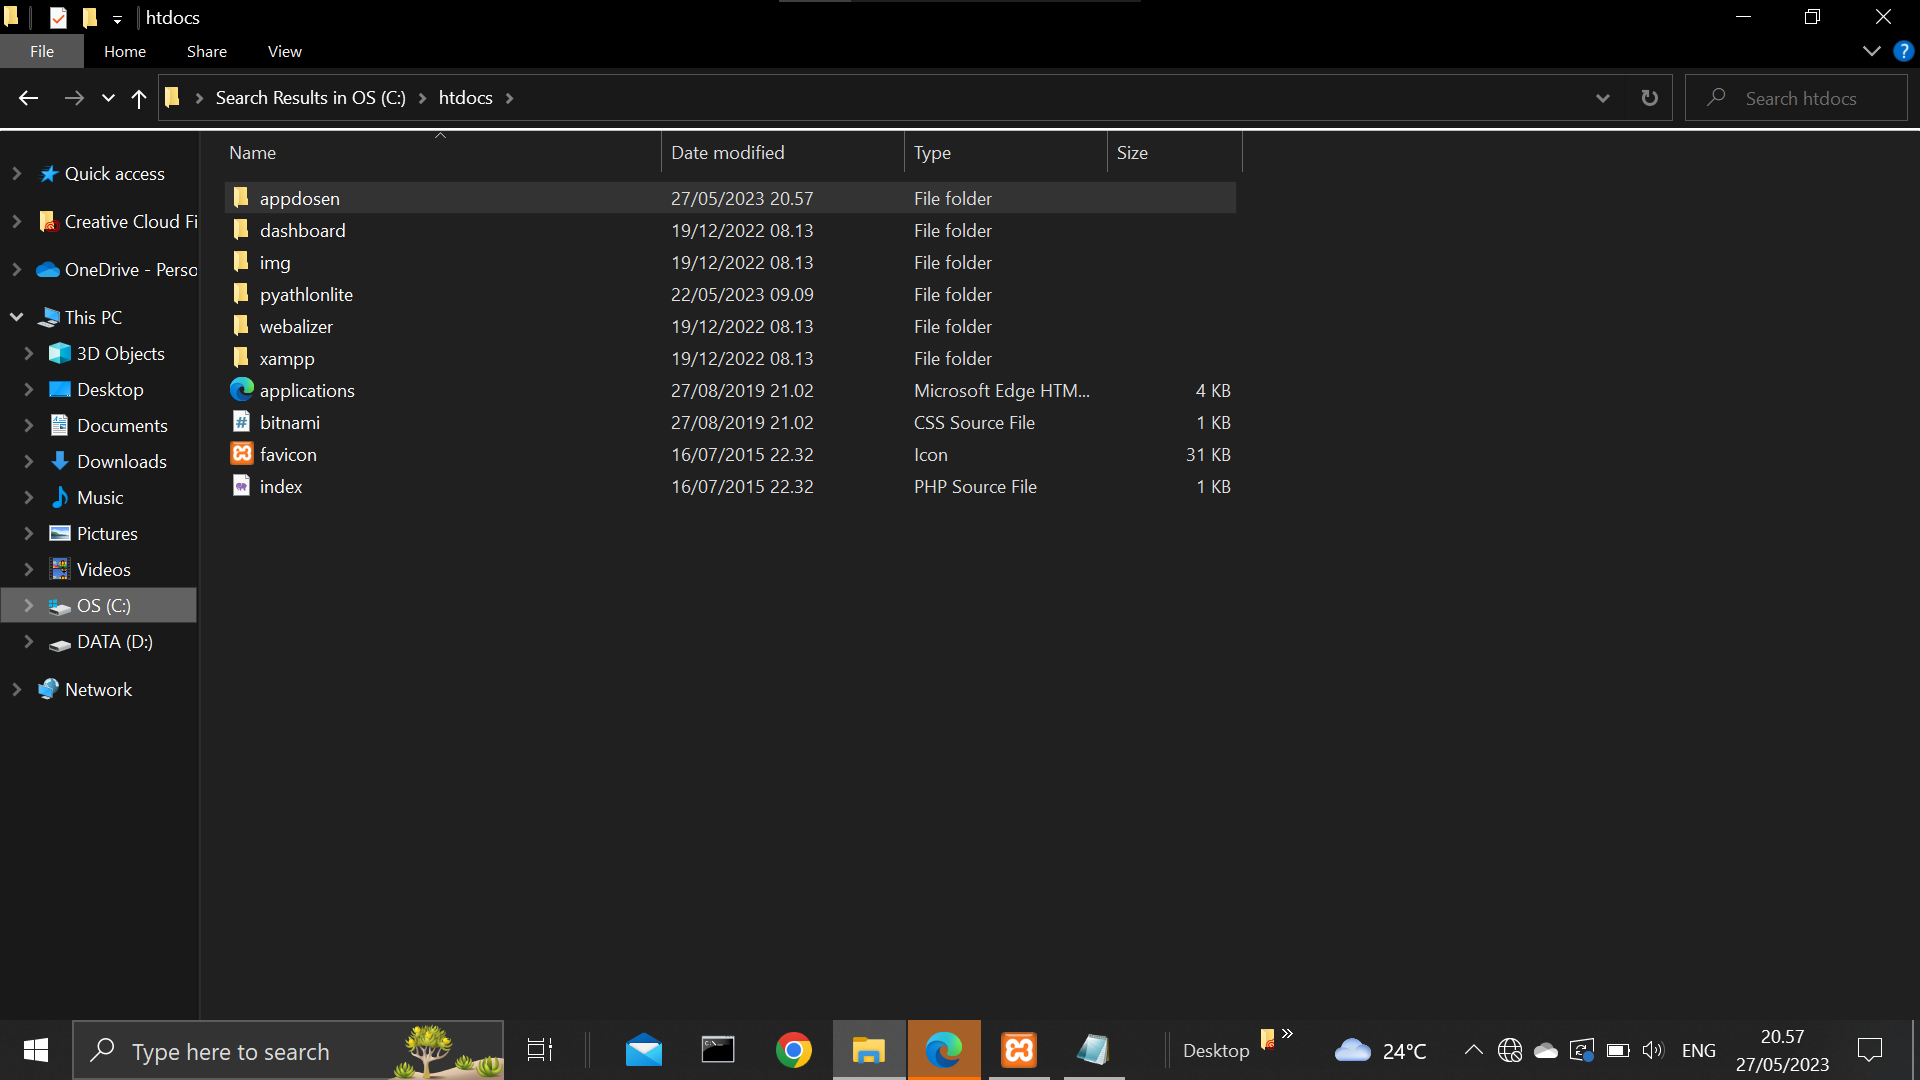 htdocs
File Home Share View
Search Results in OS (C:) htdocs
Search htdocs
Name Date modified Type Size
Quick access
Creative Cloud Fi
OneDrive - Perso
This PC
3D Objects
Desktop
Documents
Downloads
Music
Pictures
Videos
OS (C:)
DATA (D:)
Network
appdosen 27/05/2023 20.57 File folder
dashboard 19/12/2022 08.13 File folder
img 19/12/2022 08.13 File folder
pyathlonlite 22/05/2023 09.09 File folder
webalizer 19/12/2022 08.13 File folder
xampp 19/12/2022 08.13 File folder
applications 27/08/2019 21.02 Microsoft Edge HTM... 4 KB
bitnami 27/08/2019 21.02 CSS Source File 1 KB
favicon 16/07/2015 22.32 Icon 31 KB
index 16/07/2015 22.32 PHP Source File 1 KB
Type here to search
Desktop
24°C
ENG
20.57
27/05/2023